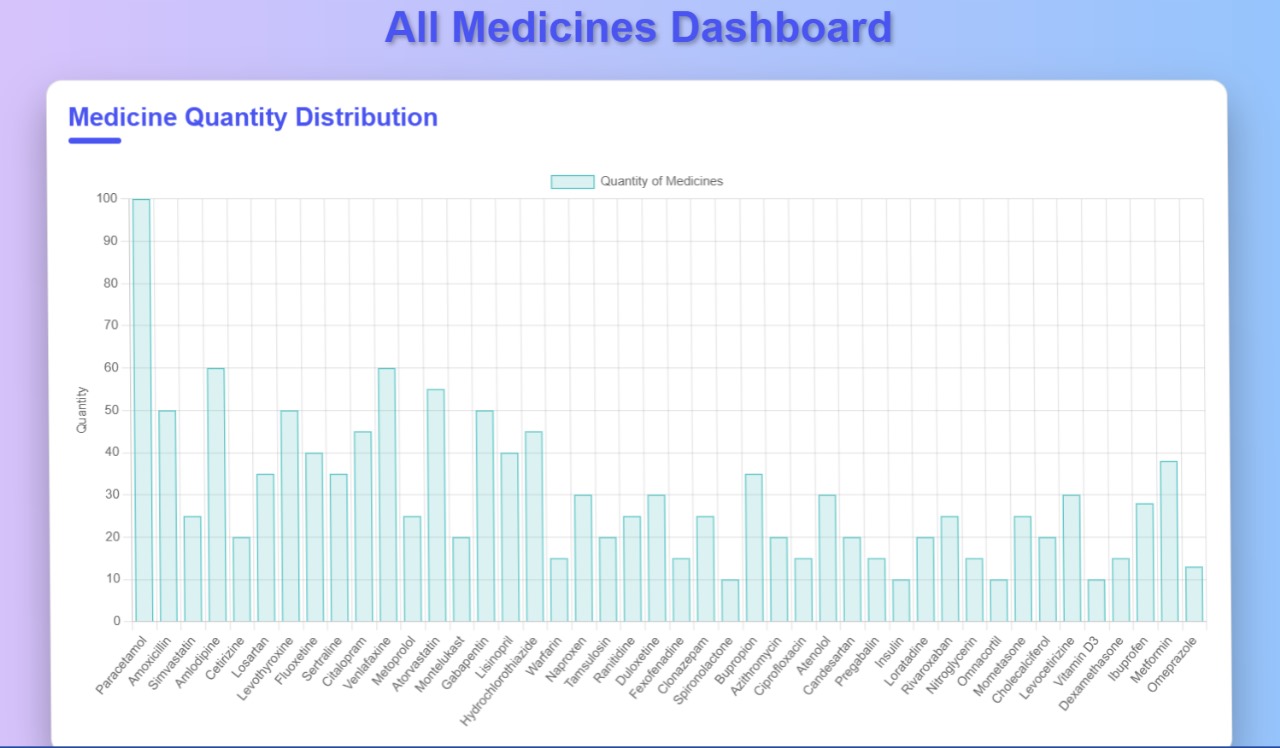 All Medicines Dashboard
Medicine Quantity Distribution
Quantity of Medicines
100
90
80
70
60
50
40
30
20
10
0
Quantity
Paracetamol
Amoxicillin
Simvastatin
Amlodipine
Cetirizine
Losartan
Levothyroxine
Fluoxetine
Sertraline
Citalopram
Venlafaxine
Metoprolol
Atorvastatin
Montelukast
Gabapentin
Lisinopril
Hydrochlorothiazide
Warfarin
Naproxen
Tamsulosin
Ranitidine
Duloxetine
Fexofenadine
Clonazepam
Spironolactone
Bupropion
Azithromycin
Ciprofloxacin
Atenolol
Candesartan
Pregabalin
Insulin
Loratadine
Rivaroxaban
Nitroglycerin
Omnacortil
Mometasone
Cholecalciferol
Levocetirizine
Vitamin D3
Dexamethasone
Ibuprofen
Metformin
Omeprazole